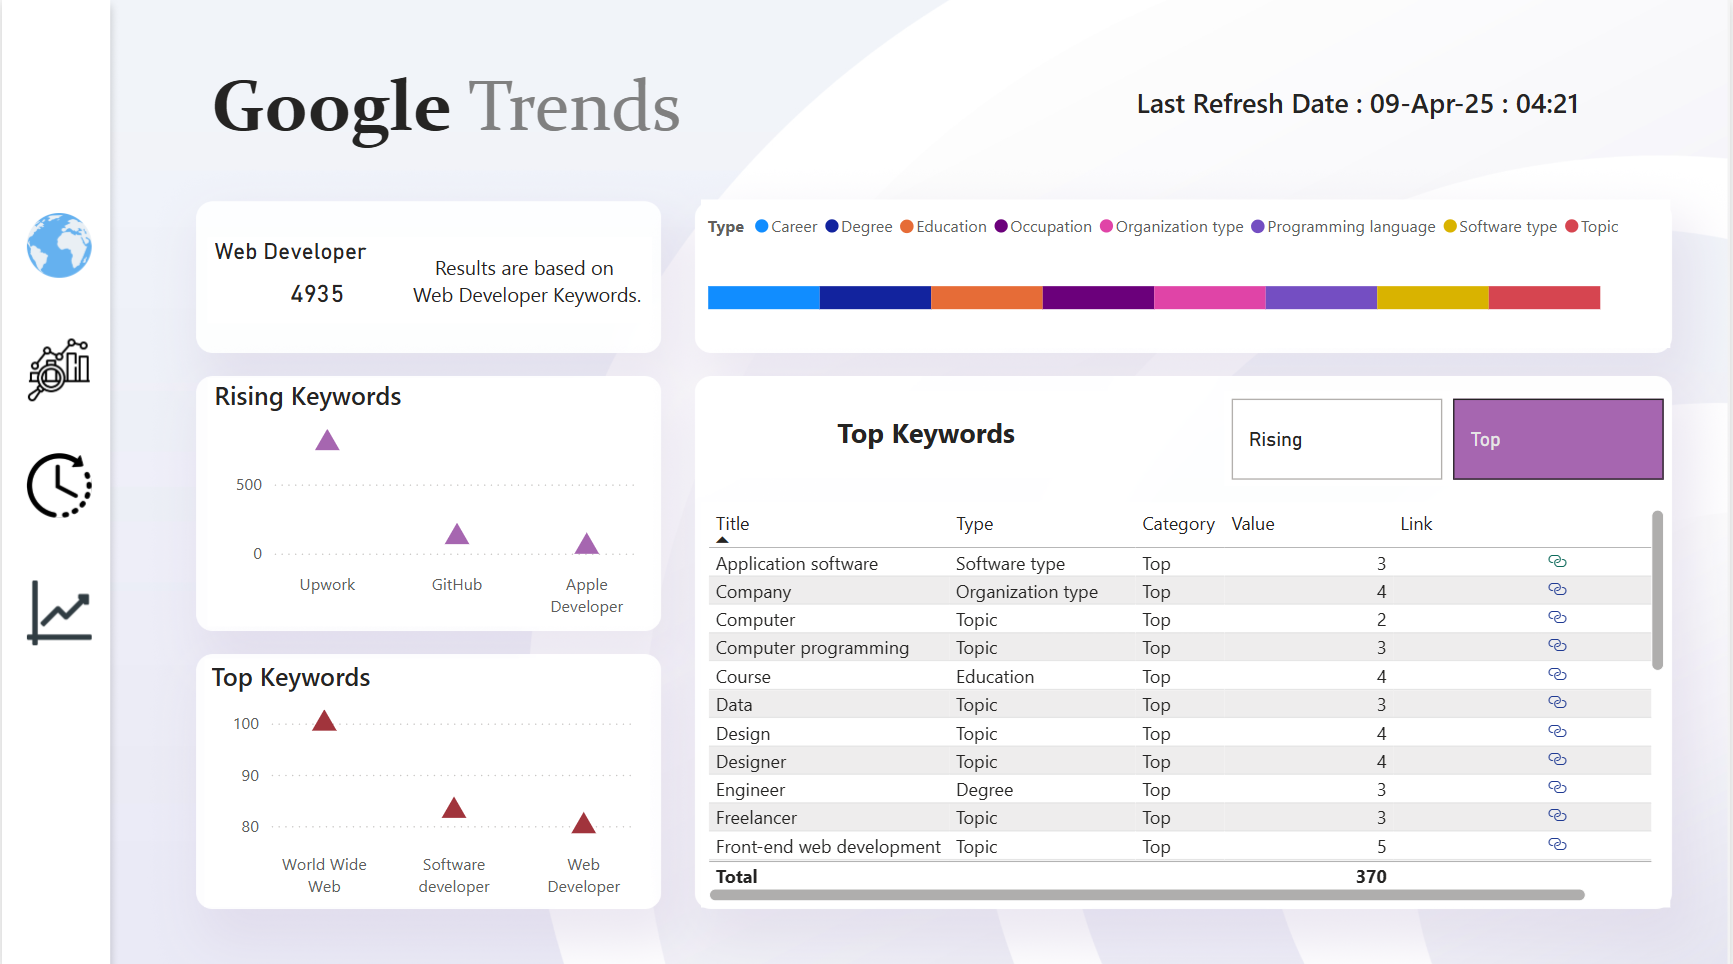 Google Trends
Last Refresh Date : 09-Apr-25 : 04:21
Web Developer
4935
Results are based on
Web Developer Keywords.
Type Career Degree Education Occupation Organization type Programming language Software type Topic
Rising Keywords
500
0
Upwork GitHub Apple
Developer
Top Keywords
100
90
80
World Wide Software Web
Web developer Developer
Top Keywords
Rising
Top
Title Type Category Value Link
Application software Software type Top 3
Company Organization type Top 4
Computer Topic Top 2
Computer programming Topic Top 3
Course Education Top 4
Data Topic Top 3
Design Topic Top 4
Designer Topic Top 4
Engineer Degree Top 3
Freelancer Topic Top 3
Front-end web development Topic Top 5
Total 370